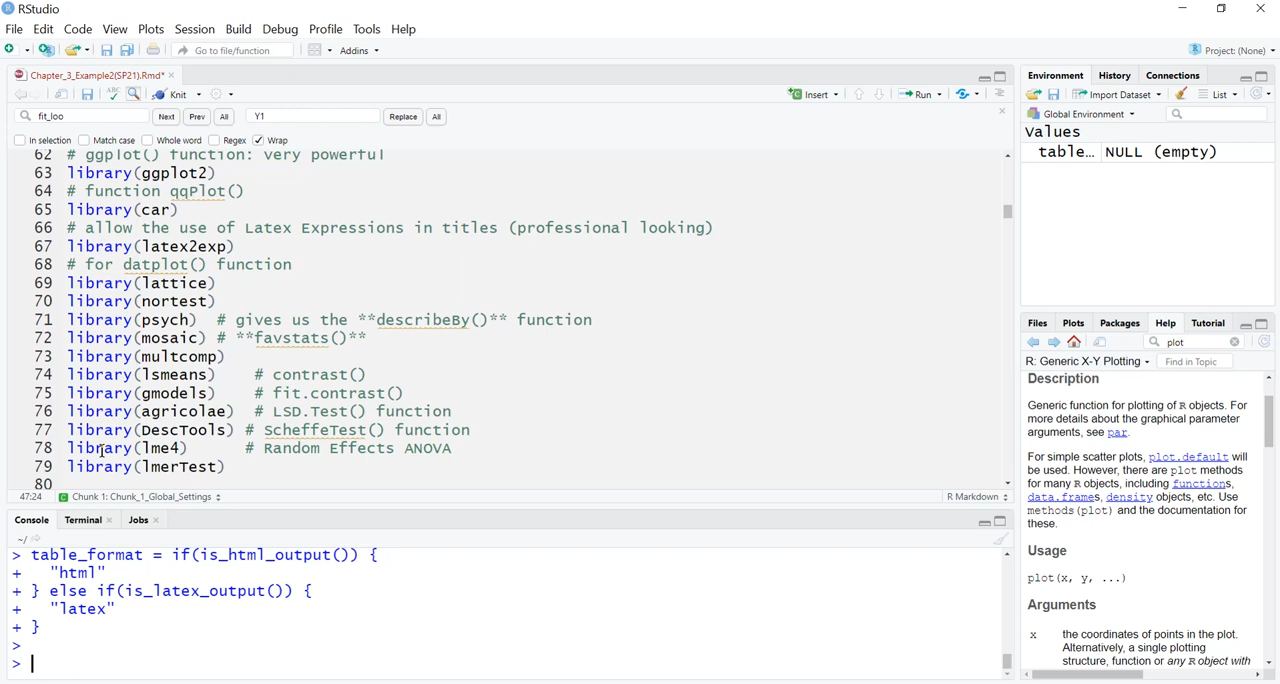 RStudio
File Edit Code View Plots Session Build Debug Profile Tools Help
Go to file/function Addins Project: (None)
Chapter_3_Example2(SP21).Rmd*
ABC Knit Insert Run
fit_loo Next Prev All Y1 Replace All
In selection Match case Whole word Regex Wrap
62 # ggplot() function: very powerful
63 library(ggplot2)
64 # function qqPlot()
65 library(car)
66 # allow the use of Latex Expressions in titles (professional looking)
67 library(latex2exp)
68 # for datplot() function
69 library(lattice)
70 library(nortest)
71 library(psych) # gives us the **describeBy()** function
72 library(mosaic) # **favstats()**
73 library(multcomp)
74 library(lsmeans) # contrast()
75 library(gmodels) # fit.contrast()
76 library(agricolae) # LSD.Test() function
77 library(DescTools) # ScheffeTest() function
78 library(lme4) # Random Effects ANOVA
79 library(lmerTest)
80
47:24 Chunk 1: Chunk_1_Global_Settings R Markdown
Console Terminal Jobs
~/
> table_format = if(is_html_output()) {
+ "html"
+ } else if(is_latex_output()) {
+ "latex"
+ }
>
>
Environment History Connections
Import Dataset List
Global Environment
Values
table… NULL (empty)
Files Plots Packages Help Tutorial
plot
R: Generic X-Y Plotting Find in Topic
Description
Generic function for plotting of R objects. For
more details about the graphical parameter
arguments, see par.
For simple scatter plots, plot.default will
be used. However, there are plot methods
for many R objects, including functions,
data.frames, density objects, etc. Use
methods(plot) and the documentation for
these.
Usage
plot(x, y, ...)
Arguments
x the coordinates of points in the plot.
Alternatively, a single plotting
structure, function or any R object with